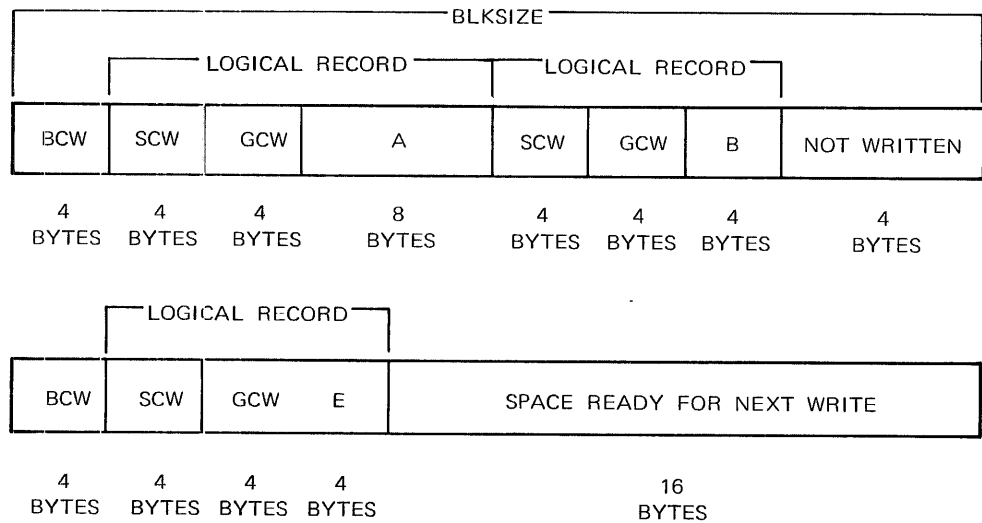 BLKSIZE
LOGICAL RECORD LOGICAL RECORD
BCW SCW GCW A SCW GCW B NOT WRITTEN
4 4 4 8 4 4 4 4
BYTES BYTES BYTES BYTES BYTES BYTES BYTES BYTES
LOGICAL RECORD
BCW SCW GCW E SPACE READY FOR NEXT WRITE
4 4 4 4 16
BYTES BYTES BYTES BYTES BYTES